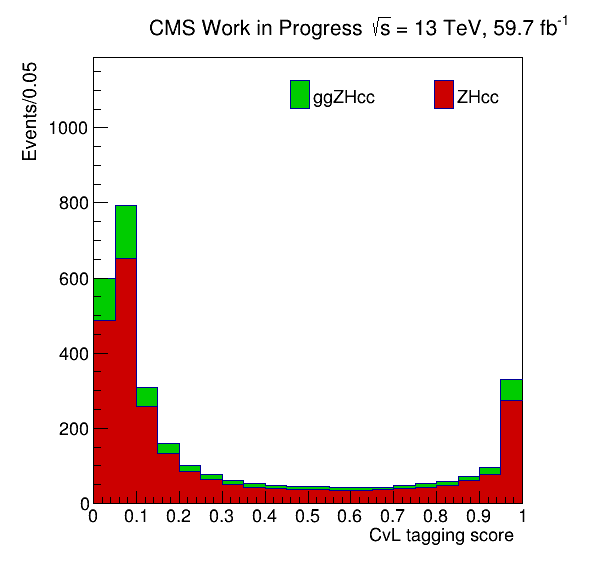 CMS Work in Progress √s = 13 TeV, 59.7 fb⁻¹
Events/0.05
ggZHcc ZHcc
1000
800
600
400
200
0
0 0.1 0.2 0.3 0.4 0.5 0.6 0.7 0.8 0.9 1
CvL tagging score